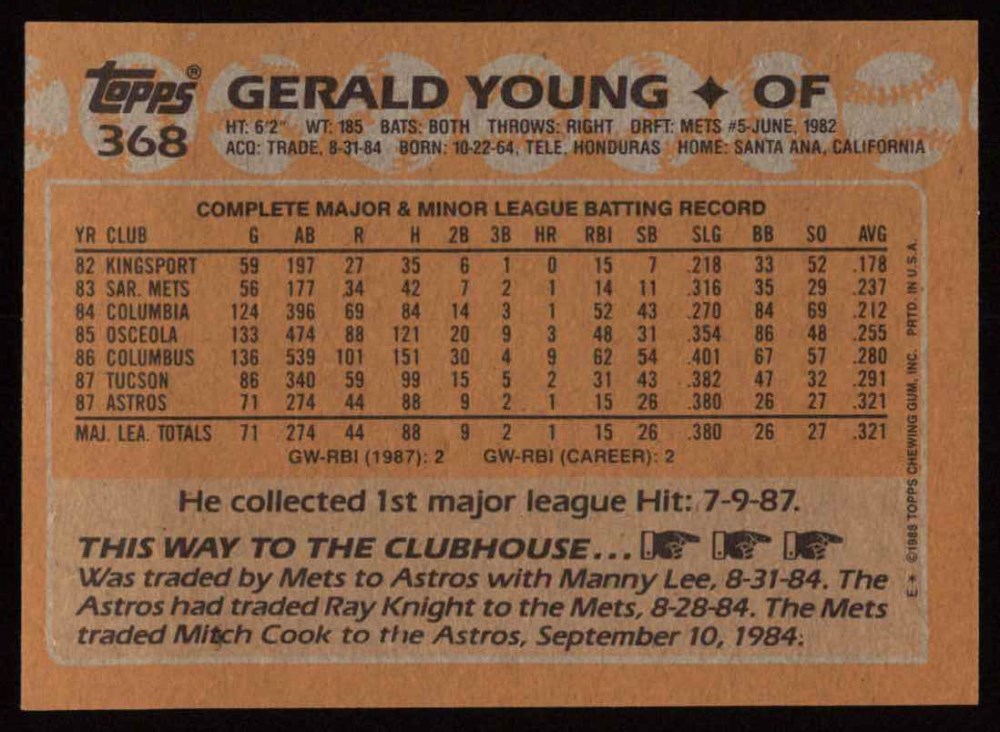 topps® GERALD YOUNG ✦ OF
368 HT: 6'2" WT: 185 BATS: BOTH THROWS: RIGHT DRFT: METS #5-JUNE, 1982
ACQ: TRADE, 8-31-84 BORN: 10-22-64, TELE, HONDURAS HOME: SANTA ANA, CALIFORNIA
COMPLETE MAJOR & MINOR LEAGUE BATTING RECORD
YR CLUB G AB R H 2B 3B HR RBI SB SLG BB SO AVG
82 KINGSPORT 59 197 27 35 6 1 0 15 7 .218 33 52 .178
83 SAR. METS 56 177 34 42 7 2 1 14 11 .316 35 29 .237
84 COLUMBIA 124 396 69 84 14 3 1 52 43 .270 84 69 .212
85 OSCEOLA 133 474 88 121 20 9 3 48 31 .354 86 48 .255
86 COLUMBUS 136 539 101 151 30 4 9 62 54 .401 67 57 .280
87 TUCSON 86 340 59 99 15 5 2 31 43 .382 47 32 .291
87 ASTROS 71 274 44 88 9 2 1 15 26 .380 26 27 .321
MAJ. LEA. TOTALS 71 274 44 88 9 2 1 15 26 .380 26 27 .321
GW-RBI (1987): 2 GW-RBI (CAREER): 2
He collected 1st major league Hit: 7-9-87.
THIS WAY TO THE CLUBHOUSE...
Was traded by Mets to Astros with Manny Lee, 8-31-84. The
Astros had traded Ray Knight to the Mets, 8-28-84. The Mets
traded Mitch Cook to the Astros, September 10, 1984.
E✶ ©1988 TOPPS CHEWING GUM, INC. PRTD. IN U.S.A.